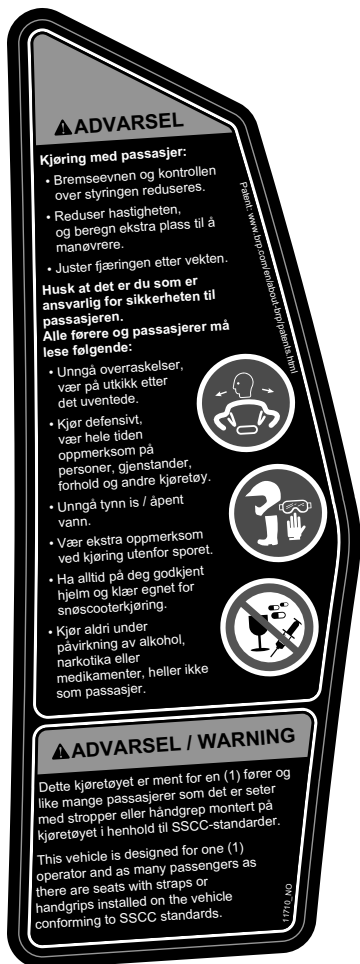 ADVARSEL
Kjøring med passasjer:
• Bremseevnen og kontrollen
over styringen reduseres.
• Reduser hastigheten,
og beregn ekstra plass til å
manøvrere.
• Juster fjæringen etter vekten.
Husk at det er du som er
ansvarlig for sikkerheten til
passasjeren.
Alle førere og passasjerer må
lese følgende:
• Unngå overraskelser,
vær på utkikk etter
det uventede.
• Kjør defensivt,
vær hele tiden
oppmerksom på
personer, gjenstander,
forhold og andre kjøretøy.
• Unngå tynn is / åpent
vann.
• Vær ekstra oppmerksom
ved kjøring utenfor sporet.
• Ha alltid på deg godkjent
hjelm og klær egnet for
snøscooterkjøring.
• Kjør aldri under
påvirkning av alkohol,
narkotika eller
medikamenter, heller ikke
som passasjer.
Patent: www.brp.com/en/about-brp/patents.html
ADVARSEL / WARNING
Dette kjøretøyet er ment for en (1) fører og
like mange passasjerer som det er seter
med stropper eller håndgrep montert på
kjøretøyet i henhold til SSCC-standarder.
This vehicle is designed for one (1)
operator and as many passengers as
there are seats with straps or
handgrips installed on the vehicle
conforming to SSCC standards.
11710_NO